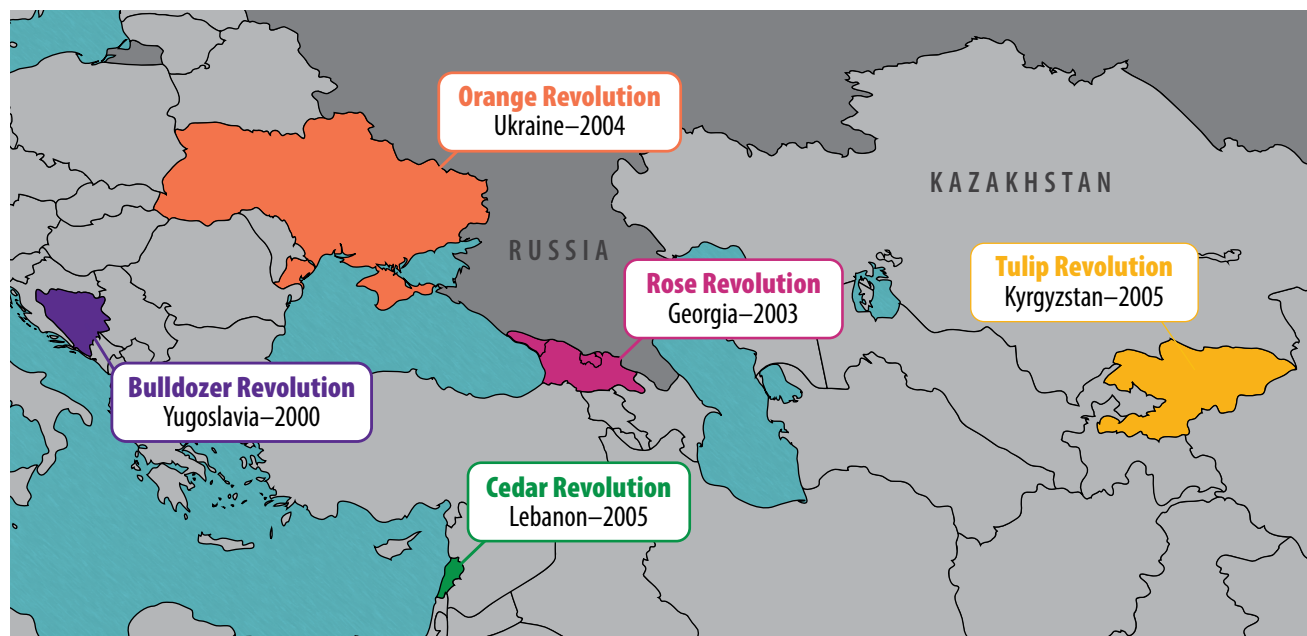 Orange Revolution
Ukraine–2004
KAZAKHSTAN
RUSSIA
Tulip Revolution
Kyrgyzstan–2005
Rose Revolution
Georgia–2003
Bulldozer Revolution
Yugoslavia–2000
Cedar Revolution
Lebanon–2005